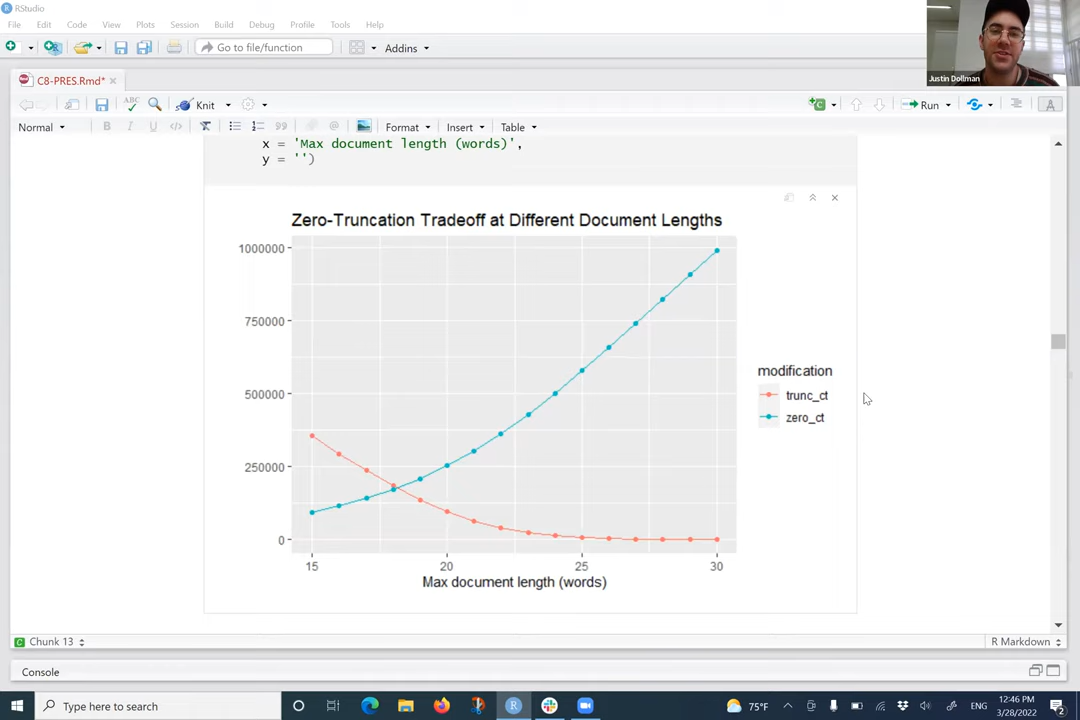 RStudio
File Edit Code View Plots Session Build Debug Profile Tools Help
Go to file/function Addins
Justin Dollman
C8-PRES.Rmd*
ABC Knit Run
Normal B I U Format Insert Table
x = 'Max document length (words)',
y = '')
Zero-Truncation Tradeoff at Different Document Lengths
1000000
750000
500000
250000
0
15 20 25 30
Max document length (words)
modification
trunc_ct
zero_ct
Chunk 13 R Markdown
Console
Type here to search
75°F
ENG
12:46 PM
3/28/2022
2